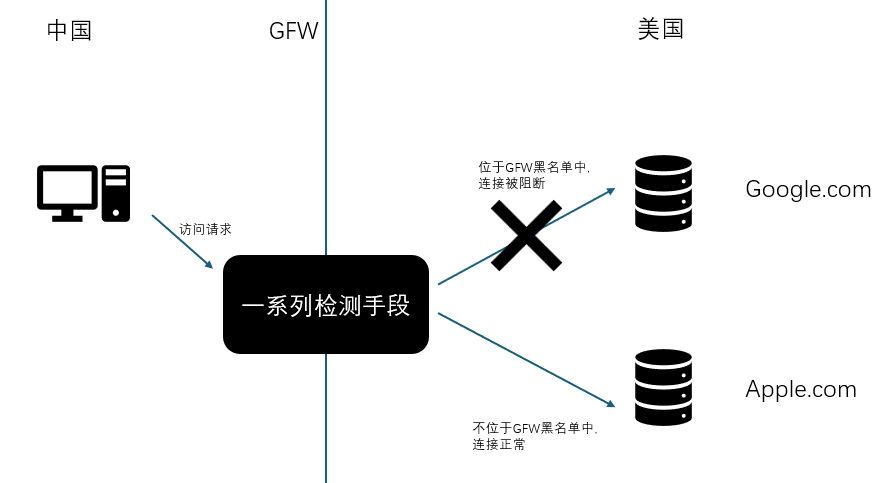 中国
GFW
美国
位于GFW黑名单中,
连接被阻断
Google.com
访问请求
一系列检测手段
Apple.com
不位于GFW黑名单中,
连接正常